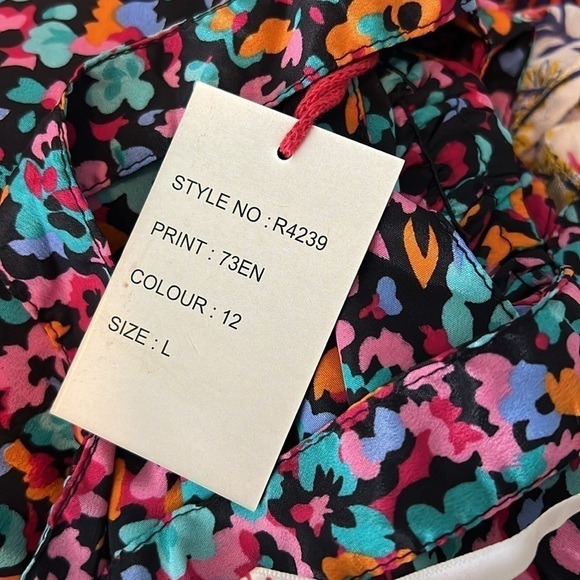 STYLE NO : R4239
PRINT : 73EN
COLOUR : 12
SIZE : L